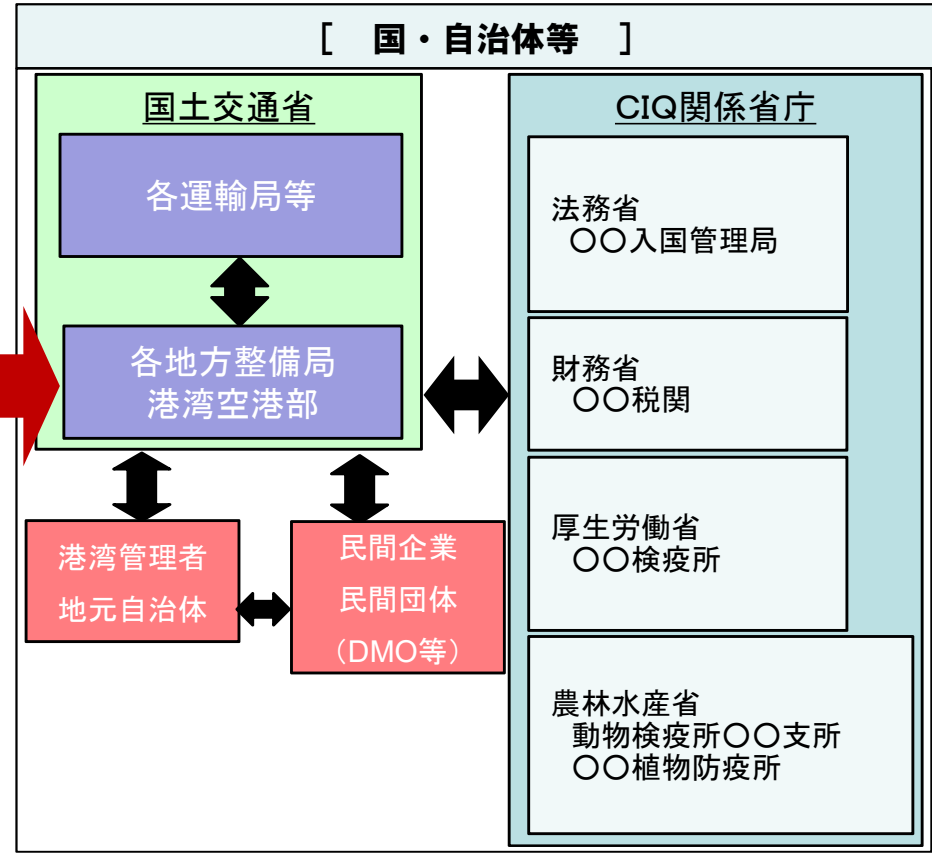 [ 国・自治体等 ]
国土交通省
各運輸局等
各地方整備局
港湾空港部
港湾管理者
地元自治体
民間企業
民間団体
（DMO等）
CIQ関係省庁
法務省
〇〇入国管理局
財務省
〇〇税関
厚生労働省
〇〇検疫所
農林水産省
動物検疫所〇〇支所
〇〇植物防疫所